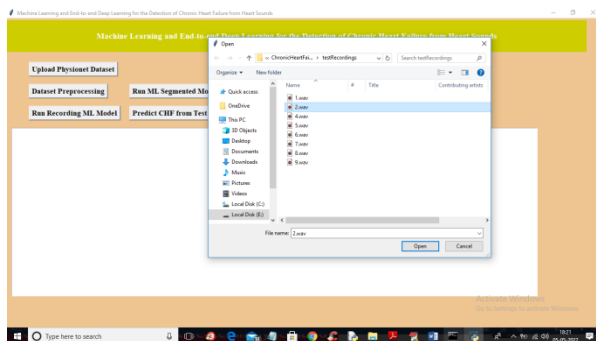 Machine Learning and End-to-end Deep Learning for the Detection of Chronic Heart Failure from Heart Sounds
Machine Learning and End-to-end Deep Learning for the Detection of Chronic Heart Failure from Heart Sounds
Open
« ChronicHeartFai... › testRecordings
Search testRecordings
Organize
New folder
Name
#
Title
Contributing artists
Upload Physionet Dataset
Dataset Preprocessing
Run ML Segmented Mo
Run Recording ML Model
Predict CHF from Test
Quick access
OneDrive
This PC
3D Objects
Desktop
Documents
Downloads
Music
Pictures
Videos
Local Disk (C:)
Local Disk (E:)
1.wav
2.wav
4.wav
5.wav
6.wav
7.wav
8.wav
9.wav
File name:
2.wav
Open
Cancel
Activate Windows
Go to Settings to activate Windows.
Type here to search
18:21
05-05-2022